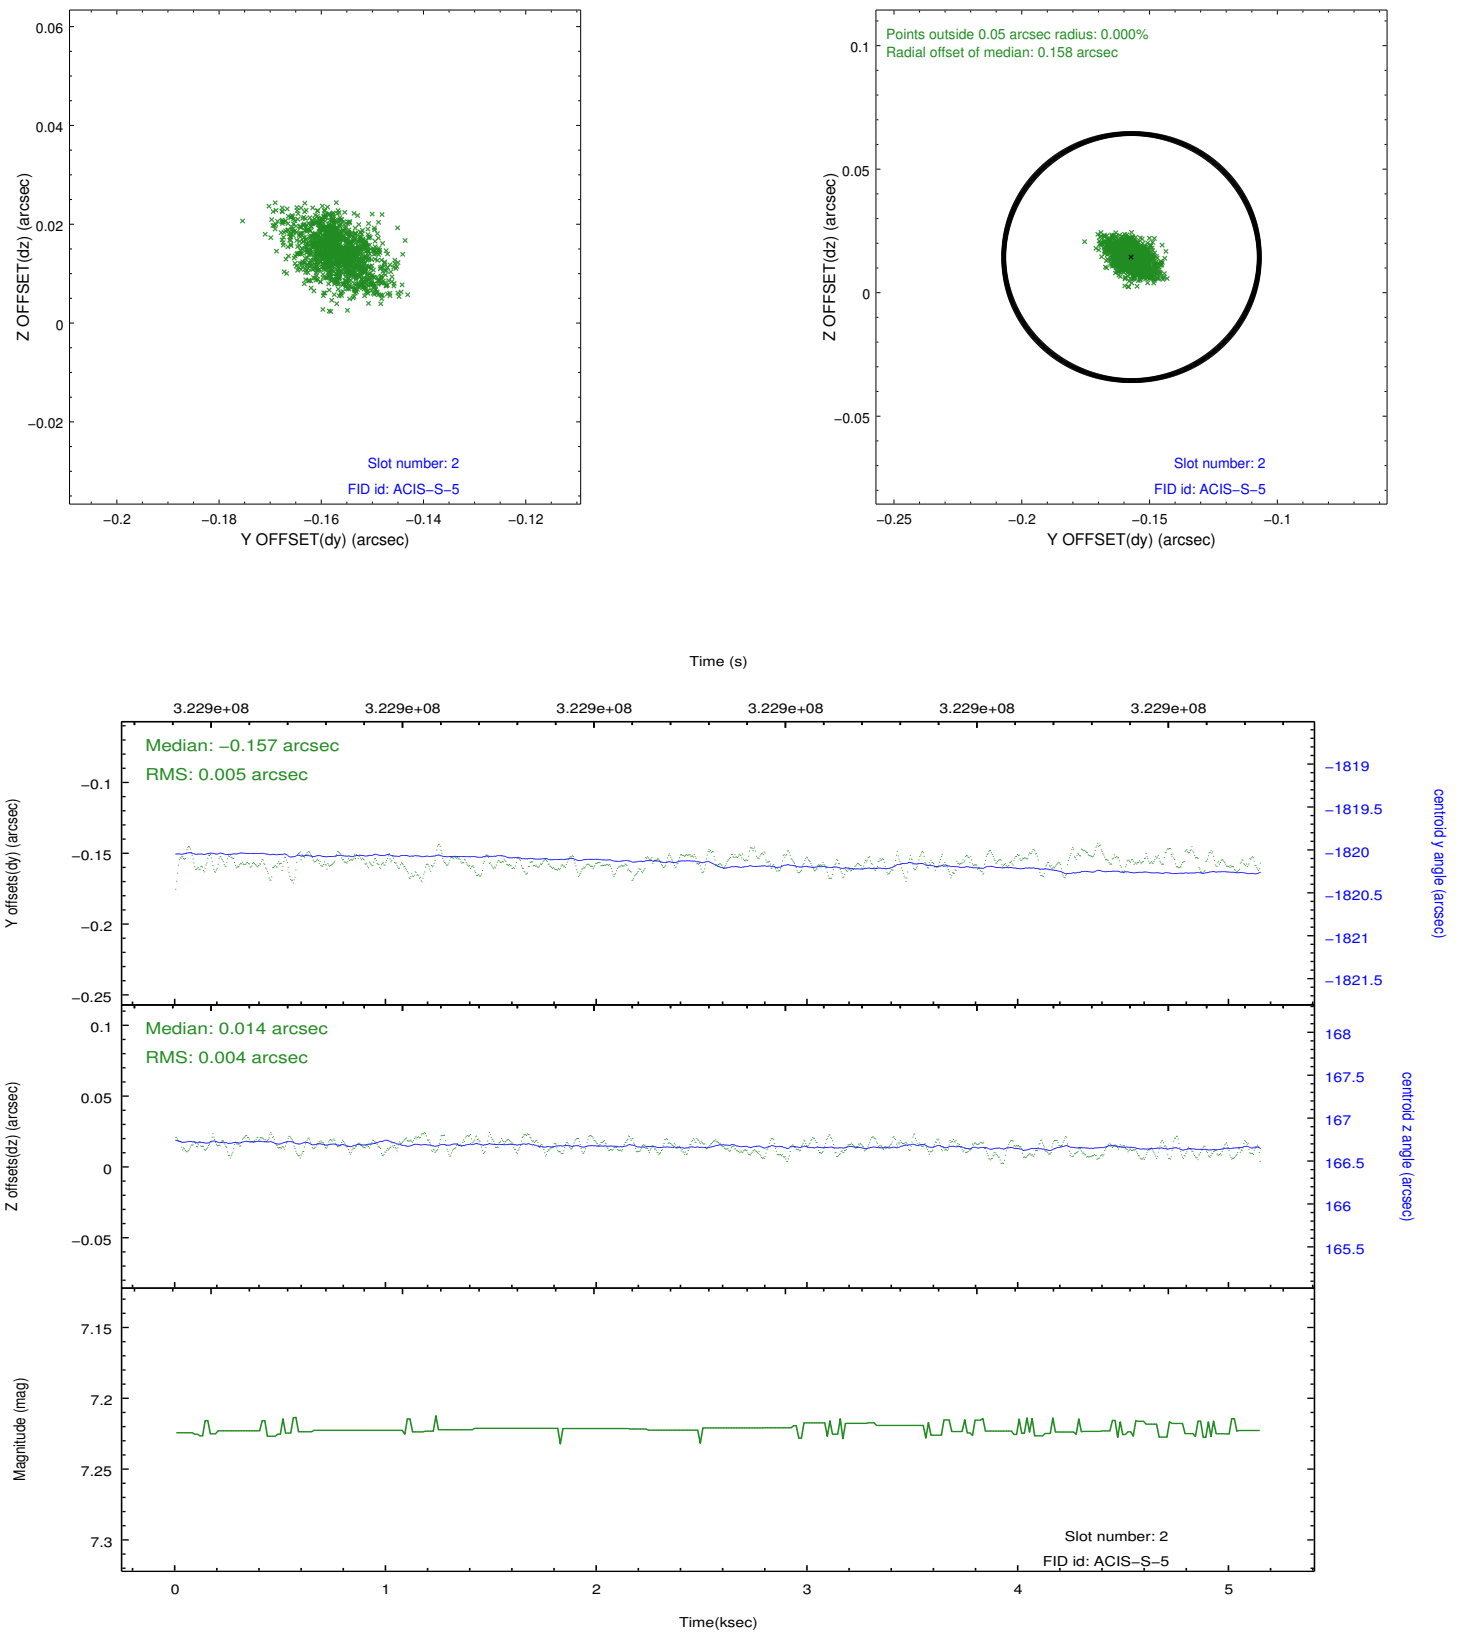 0.06
0.04
0.02
0
−0.02
Z OFFSET(dz) (arcsec)
Slot number: 2
FID id: ACIS−S−5
−0.2 −0.18 −0.16 −0.14 −0.12
Y OFFSET(dy) (arcsec)
Points outside 0.05 arcsec radius: 0.000%
Radial offset of median: 0.158 arcsec
0.1
0.05
0
−0.05
Z OFFSET(dz) (arcsec)
Slot number: 2
FID id: ACIS−S−5
−0.25 −0.2 −0.15 −0.1
Y OFFSET(dy) (arcsec)
Time (s)
3.229e+08 3.229e+08 3.229e+08 3.229e+08 3.229e+08 3.229e+08
Median: −0.157 arcsec
RMS: 0.005 arcsec
−0.1
−0.15
−0.2
−0.25
Y offsets(dy) (arcsec)
−1819
−1819.5
−1820
−1820.5
−1821
−1821.5
centroid y angle (arcsec)
Median: 0.014 arcsec
RMS: 0.004 arcsec
0.1
0.05
0
−0.05
Z offsets(dz) (arcsec)
168
167.5
167
166.5
166
165.5
centroid z angle (arcsec)
7.15
7.2
7.25
7.3
Magnitude (mag)
Slot number: 2
FID id: ACIS−S−5
0 1 2 3 4 5
Time(ksec)